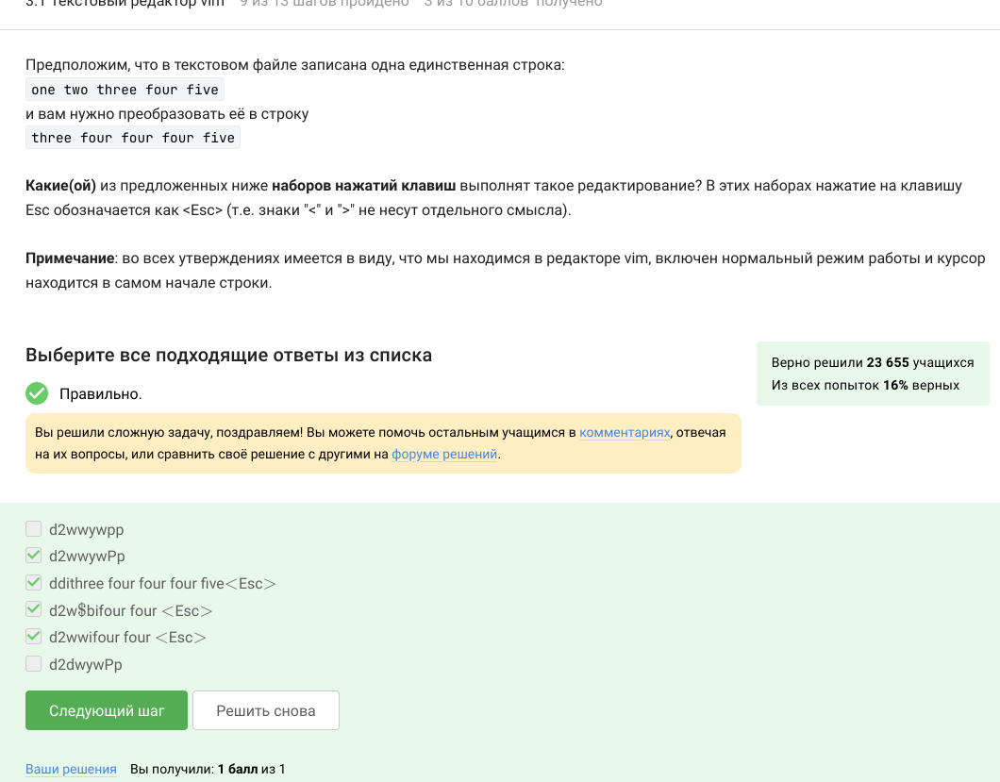 3.1 Текстовый редактор vim 9 из 13 шагов пройдено 3 из 10 баллов получено
Предположим, что в текстовом файле записана одна единственная строка:
one two three four five
и вам нужно преобразовать её в строку
three four four four five
Какие(ой) из предложенных ниже наборов нажатий клавиш выполнят такое редактирование? В этих наборах нажатие на клавишу
Esc обозначается как <Esc> (т.е. знаки "<" и ">" не несут отдельного смысла).
Примечание: во всех утверждениях имеется в виду, что мы находимся в редакторе vim, включен нормальный режим работы и курсор
находится в самом начале строки.
Выберите все подходящие ответы из списка
Верно решили 23 655 учащихся
Из всех попыток 16% верных
Правильно.
Вы решили сложную задачу, поздравляем! Вы можете помочь остальным учащимся в комментариях, отвечая
на их вопросы, или сравнить своё решение с другими на форуме решений.
d2wwywpp
d2wwywPp
ddithree four four four five<Esc>
d2w$bifour four <Esc>
d2wwifour four <Esc>
d2dwywPp
Следующий шаг
Решить снова
Ваши решения Вы получили: 1 балл из 1